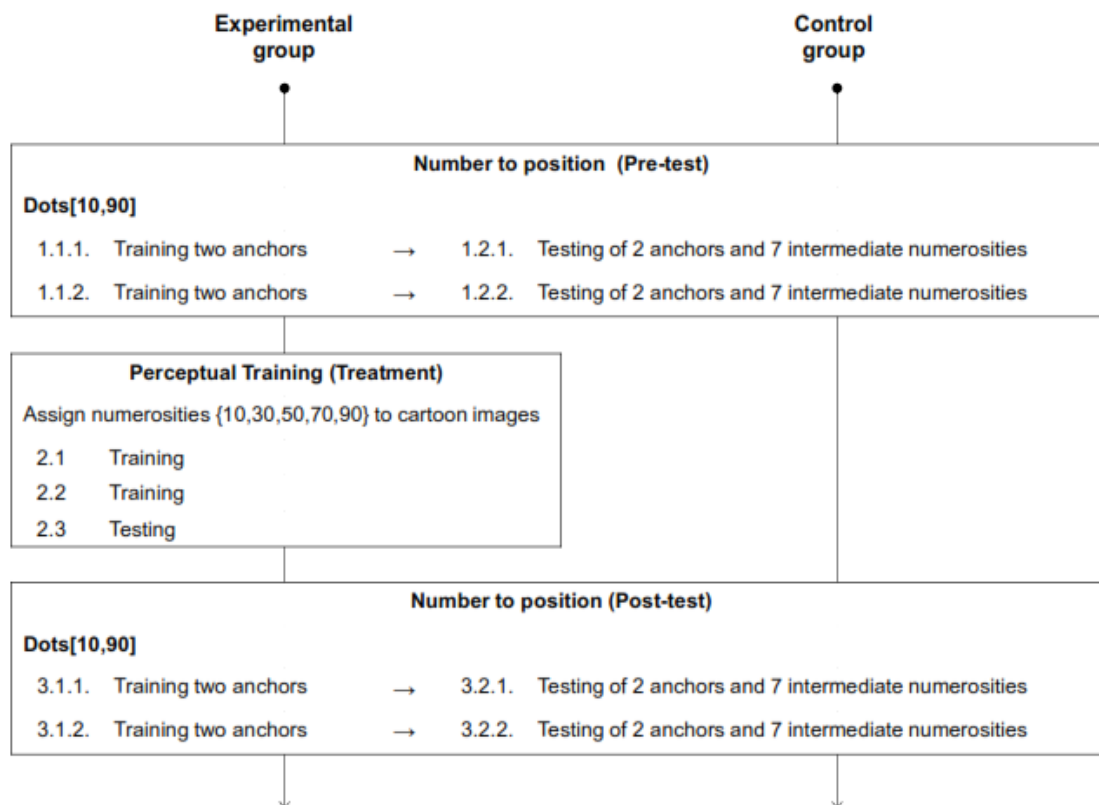 Experimental
group
Control
group
Number to position (Pre-test)
Dots[10,90]
1.1.1. Training two anchors → 1.2.1. Testing of 2 anchors and 7 intermediate numerosities
1.1.2. Training two anchors → 1.2.2. Testing of 2 anchors and 7 intermediate numerosities
Perceptual Training (Treatment)
Assign numerosities {10,30,50,70,90} to cartoon images
2.1 Training
2.2 Training
2.3 Testing
Number to position (Post-test)
Dots[10,90]
3.1.1. Training two anchors → 3.2.1. Testing of 2 anchors and 7 intermediate numerosities
3.1.2. Training two anchors → 3.2.2. Testing of 2 anchors and 7 intermediate numerosities